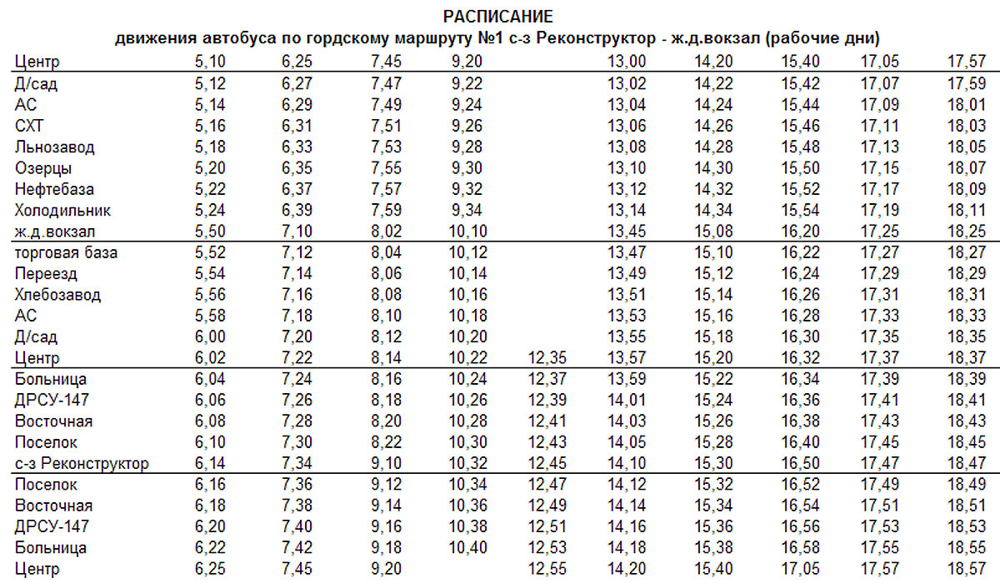 РАСПИСАНИЕ
движения автобуса по гордскому маршруту №1 с-з Реконструктор - ж.д.вокзал (рабочие дни)
Центр 5,10 6,25 7,45 9,20 13,00 14,20 15,40 17,05 17,57
Д/сад 5,12 6,27 7,47 9,22 13,02 14,22 15,42 17,07 17,59
АС 5,14 6,29 7,49 9,24 13,04 14,24 15,44 17,09 18,01
СХТ 5,16 6,31 7,51 9,26 13,06 14,26 15,46 17,11 18,03
Льнозавод 5,18 6,33 7,53 9,28 13,08 14,28 15,48 17,13 18,05
Озерцы 5,20 6,35 7,55 9,30 13,10 14,30 15,50 17,15 18,07
Нефтебаза 5,22 6,37 7,57 9,32 13,12 14,32 15,52 17,17 18,09
Холодильник 5,24 6,39 7,59 9,34 13,14 14,34 15,54 17,19 18,11
ж.д.вокзал 5,50 7,10 8,02 10,10 13,45 15,08 16,20 17,25 18,25
торговая база 5,52 7,12 8,04 10,12 13,47 15,10 16,22 17,27 18,27
Переезд 5,54 7,14 8,06 10,14 13,49 15,12 16,24 17,29 18,29
Хлебозавод 5,56 7,16 8,08 10,16 13,51 15,14 16,26 17,31 18,31
АС 5,58 7,18 8,10 10,18 13,53 15,16 16,28 17,33 18,33
Д/сад 6,00 7,20 8,12 10,20 13,55 15,18 16,30 17,35 18,35
Центр 6,02 7,22 8,14 10,22 12,35 13,57 15,20 16,32 17,37 18,37
Больница 6,04 7,24 8,16 10,24 12,37 13,59 15,22 16,34 17,39 18,39
ДРСУ-147 6,06 7,26 8,18 10,26 12,39 14,01 15,24 16,36 17,41 18,41
Восточная 6,08 7,28 8,20 10,28 12,41 14,03 15,26 16,38 17,43 18,43
Поселок 6,10 7,30 8,22 10,30 12,43 14,05 15,28 16,40 17,45 18,45
с-з Реконструктор 6,14 7,34 9,10 10,32 12,45 14,10 15,30 16,50 17,47 18,47
Поселок 6,16 7,36 9,12 10,34 12,47 14,12 15,32 16,52 17,49 18,49
Восточная 6,18 7,38 9,14 10,36 12,49 14,14 15,34 16,54 17,51 18,51
ДРСУ-147 6,20 7,40 9,16 10,38 12,51 14,16 15,36 16,56 17,53 18,53
Больница 6,22 7,42 9,18 10,40 12,53 14,18 15,38 16,58 17,55 18,55
Центр 6,25 7,45 9,20 12,55 14,20 15,40 17,05 17,57 18,57